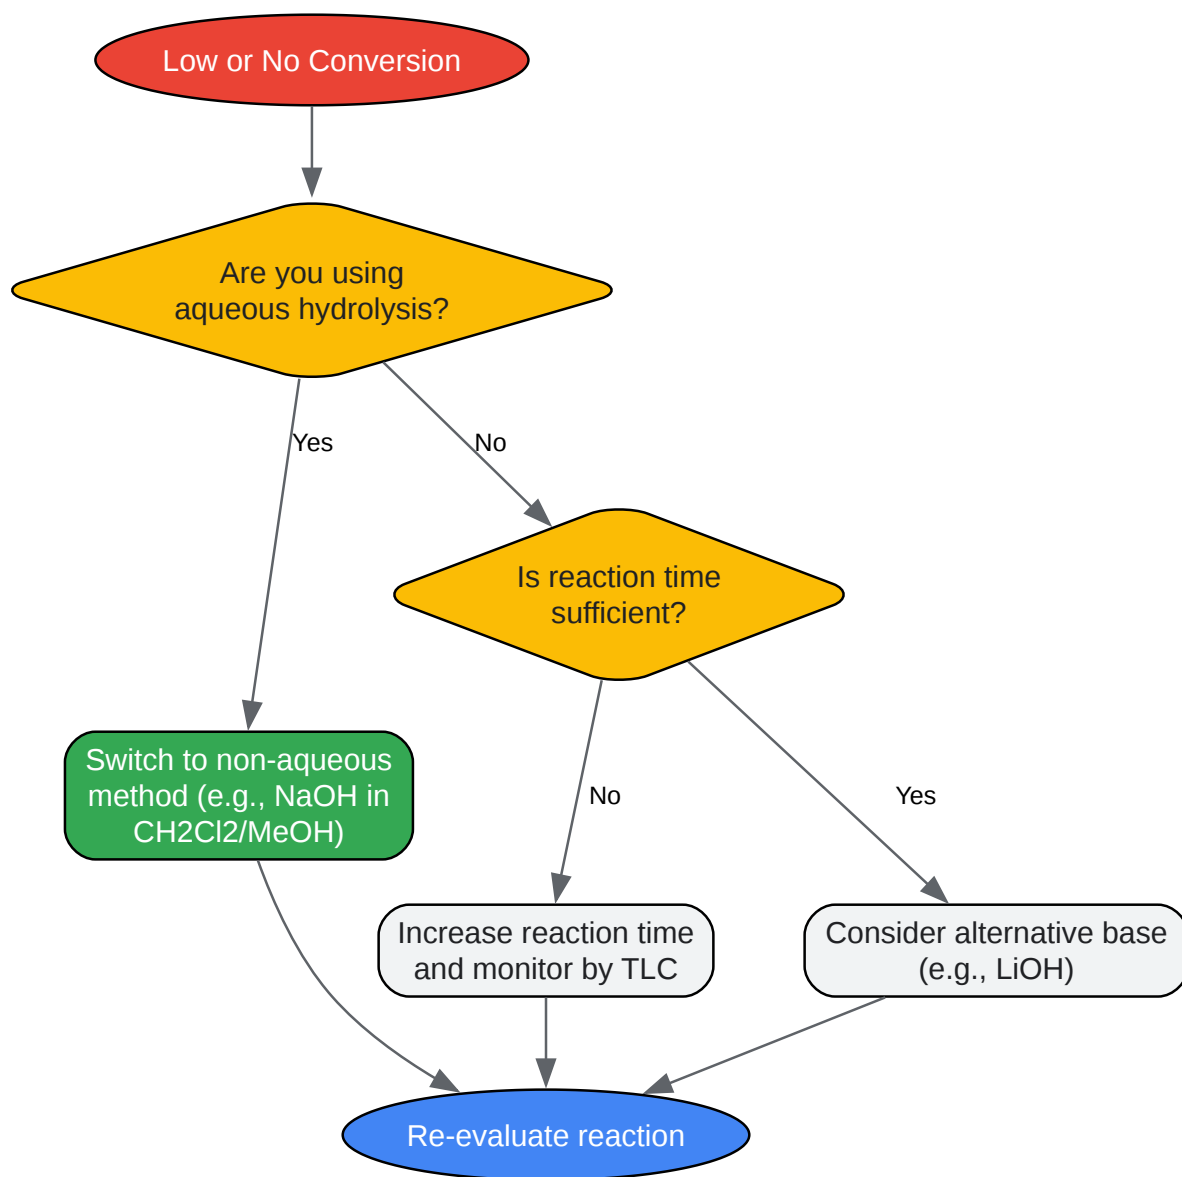 Low or No Conversion
Are you using
aqueous hydrolysis?
Yes
No
Is reaction time
sufficient?
Switch to non-aqueous
method (e.g., NaOH in
CH2Cl2/MeOH)
No
Yes
Increase reaction time
and monitor by TLC
Consider alternative base
(e.g., LiOH)
Re-evaluate reaction